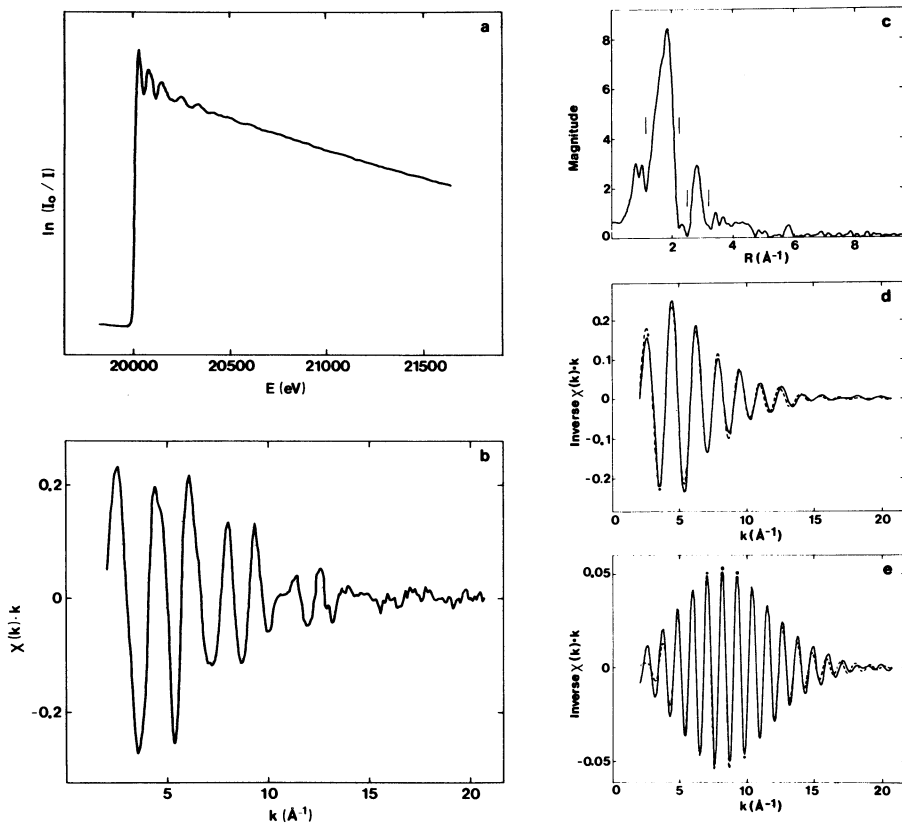 a
ln (I₀ / I)
20000 20500 21000 21500
E (eV)
b
0.2
0
-0.2
χ(k)·k
5 10 15 20
k (Å⁻¹)
c
8
6
4
2
0
Magnitude
2 4 6 8
R (Å⁻¹)
d
0.2
0.1
0
-0.1
-0.2
Inverse χ(k)·k
0 5 10 15 20
k (Å⁻¹)
e
0.05
0
-0.05
Inverse χ(k)·k
0 5 10 15 20
k (Å⁻¹)